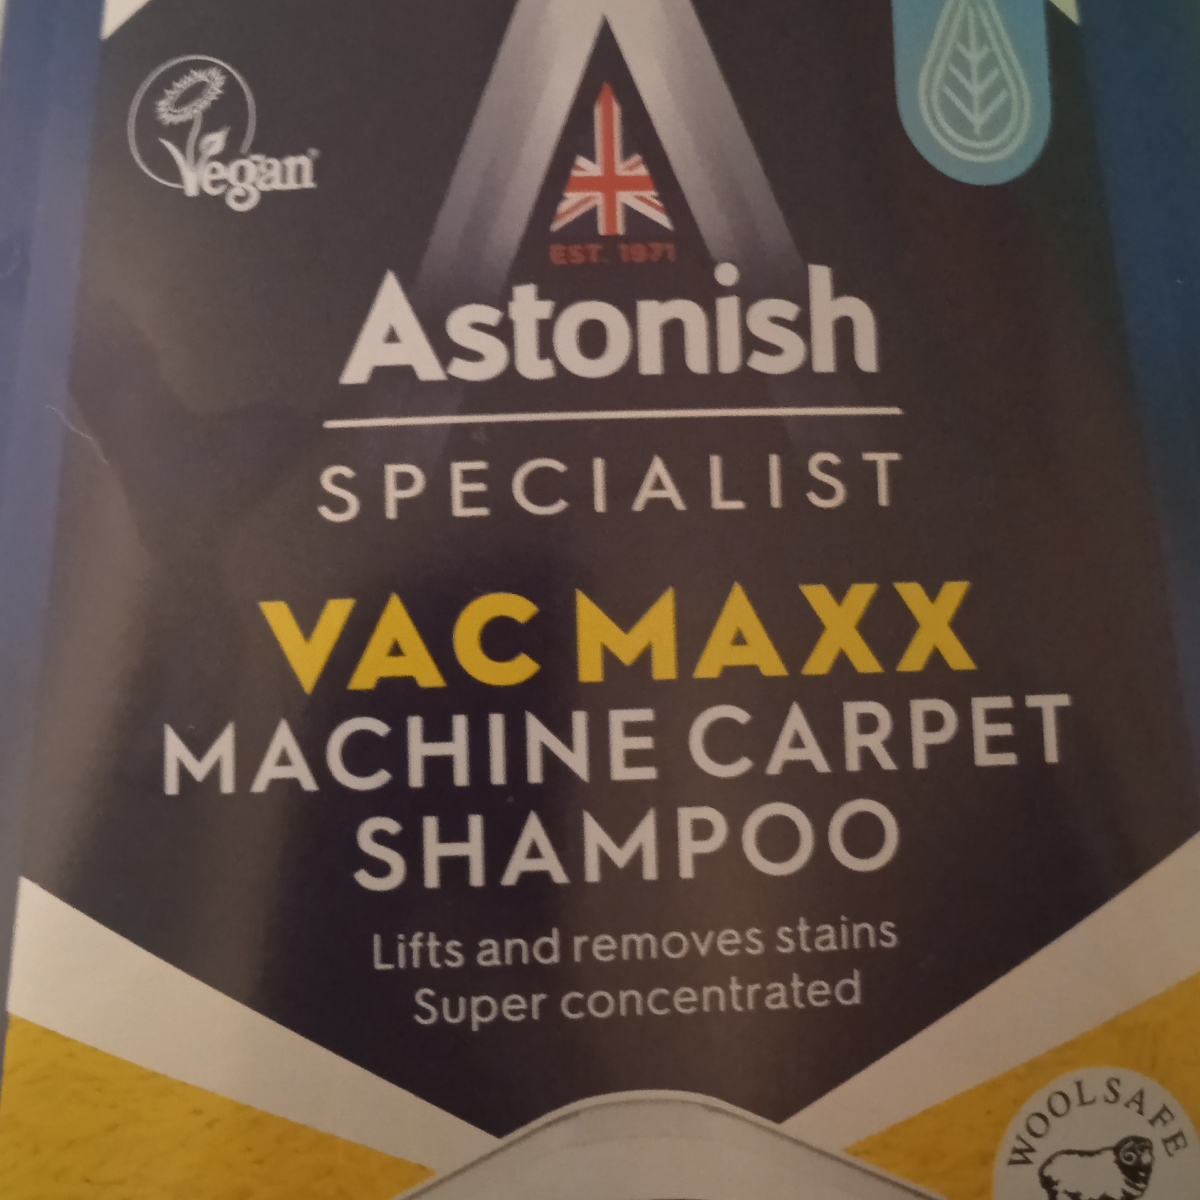 Vegan
EST. 1971
Astonish
SPECIALIST
VAC MAXX
MACHINE CARPET
SHAMPOO
Lifts and removes stains
Super concentrated
WOOLSAFE